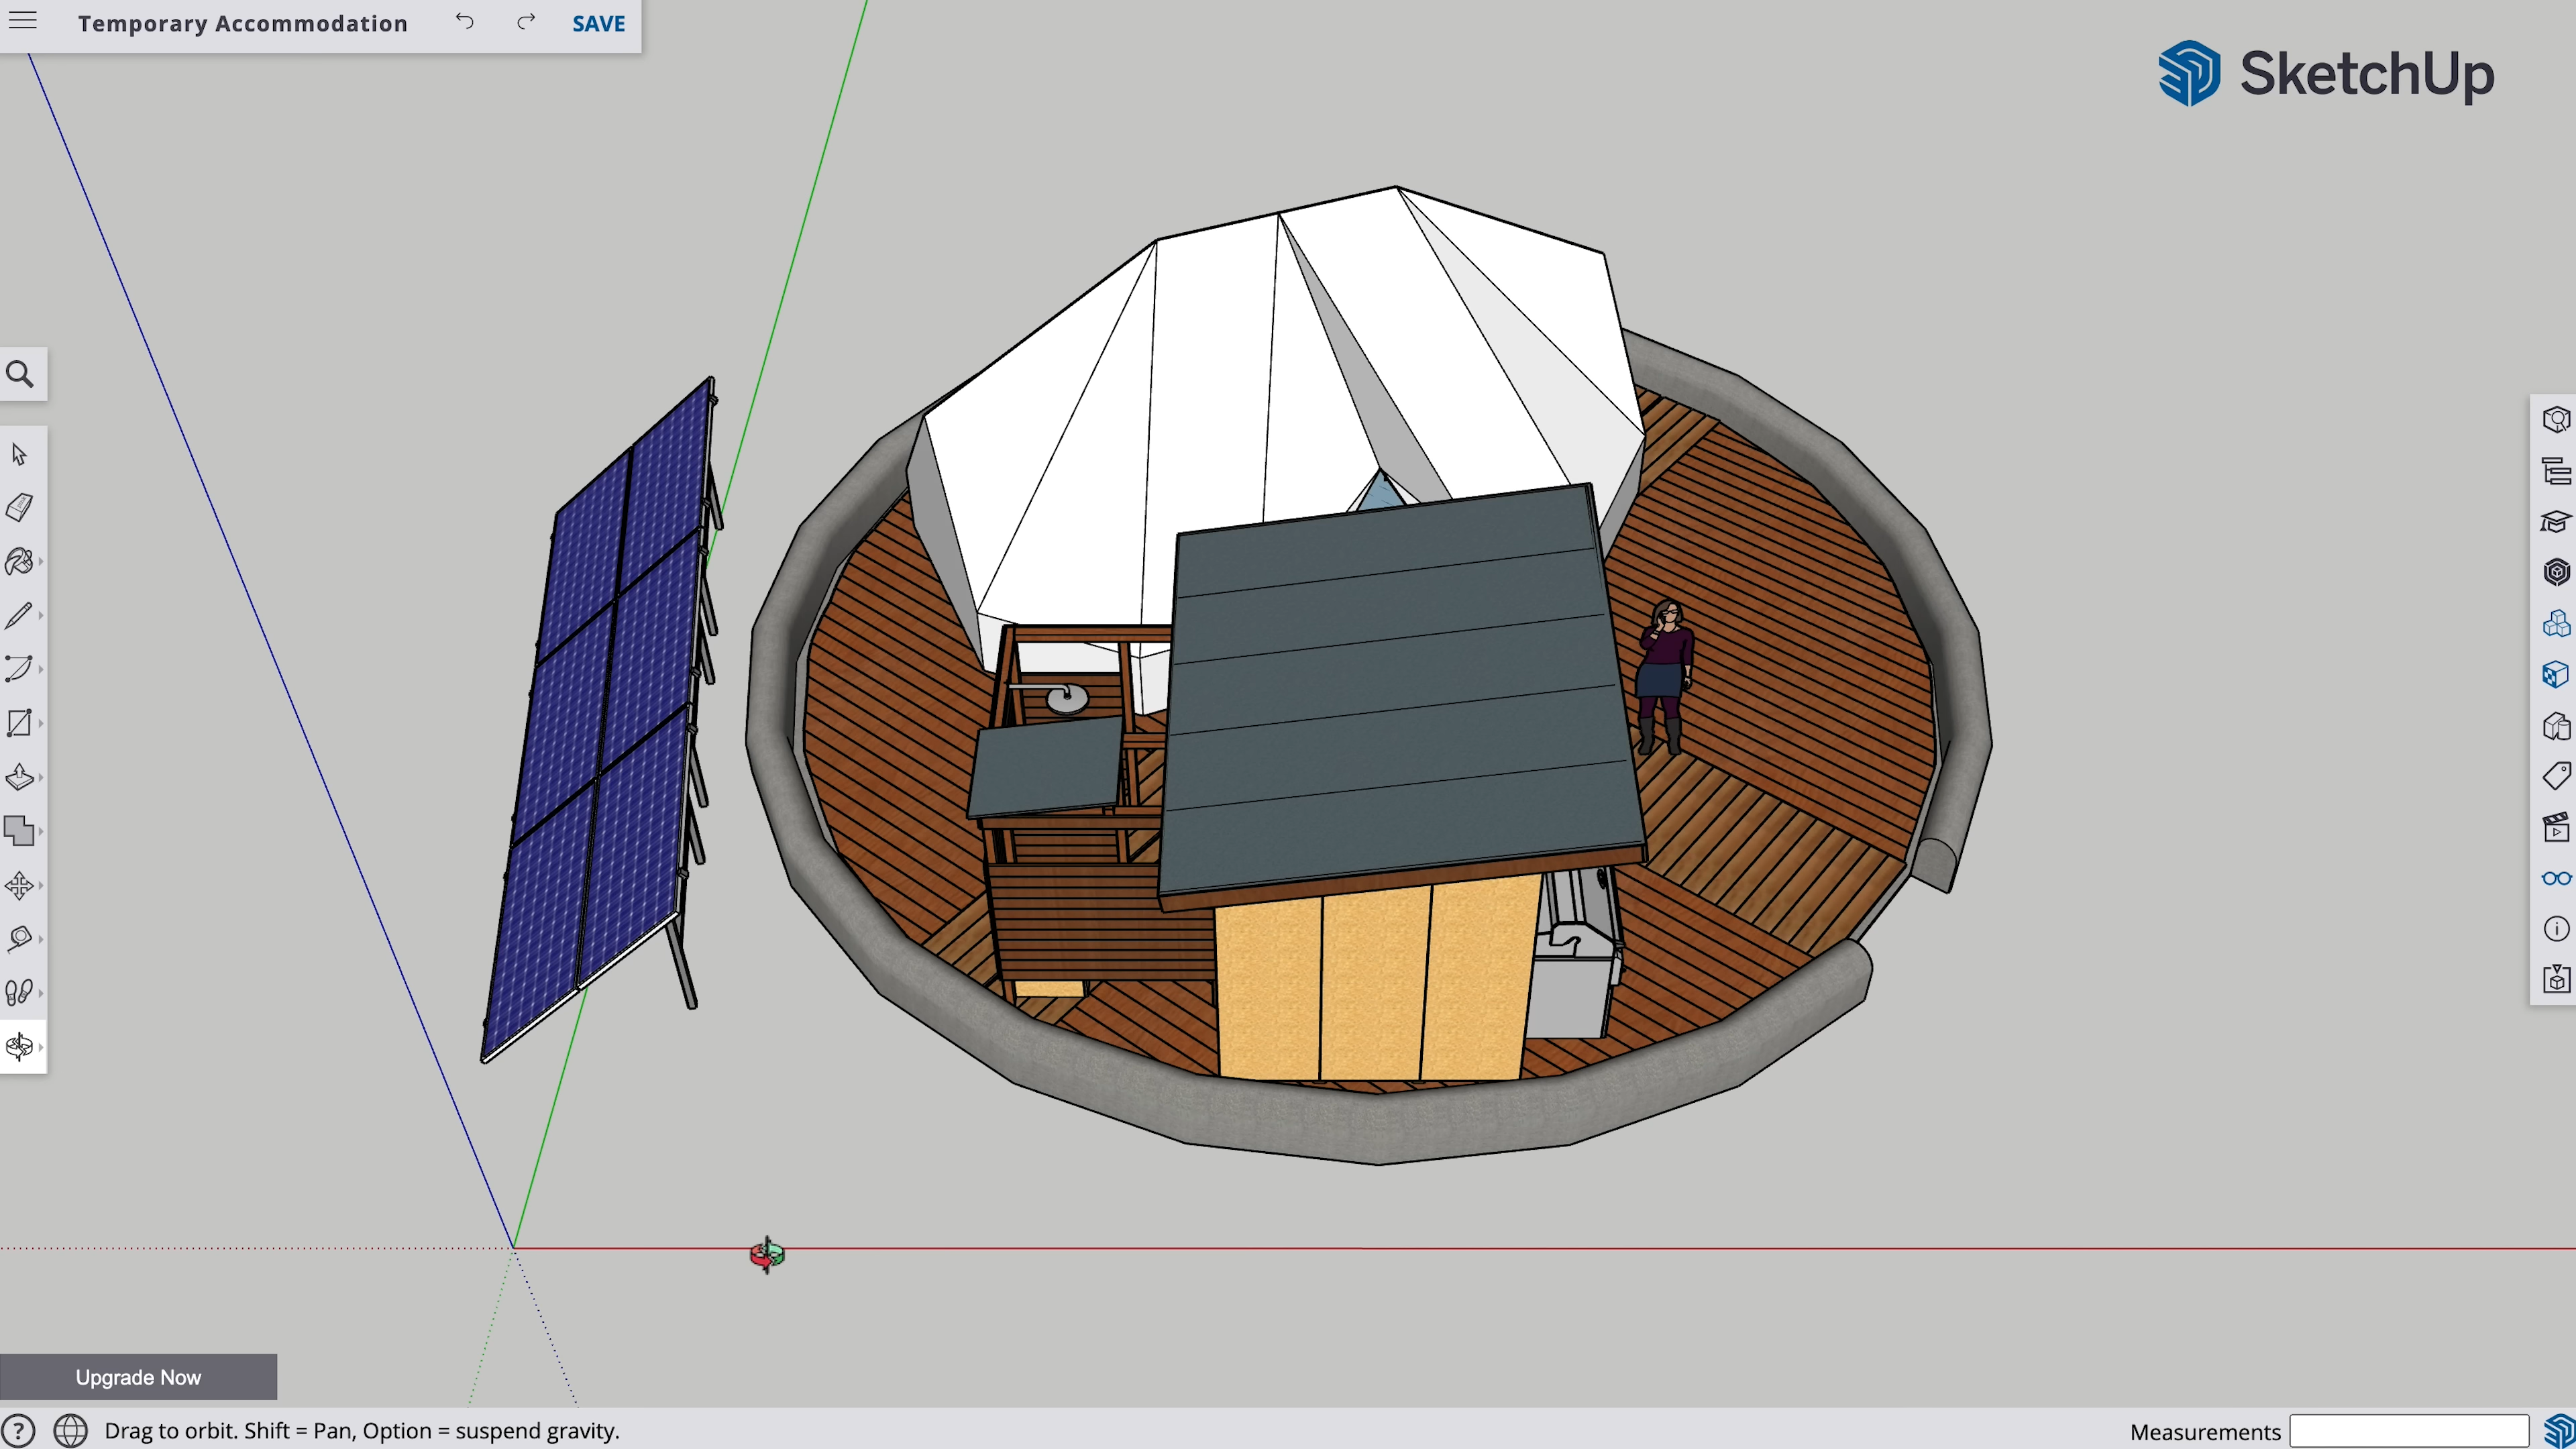 Temporary Accommodation
SAVE
SketchUp
Upgrade Now
? Drag to orbit. Shift = Pan, Option = suspend gravity.
Measurements